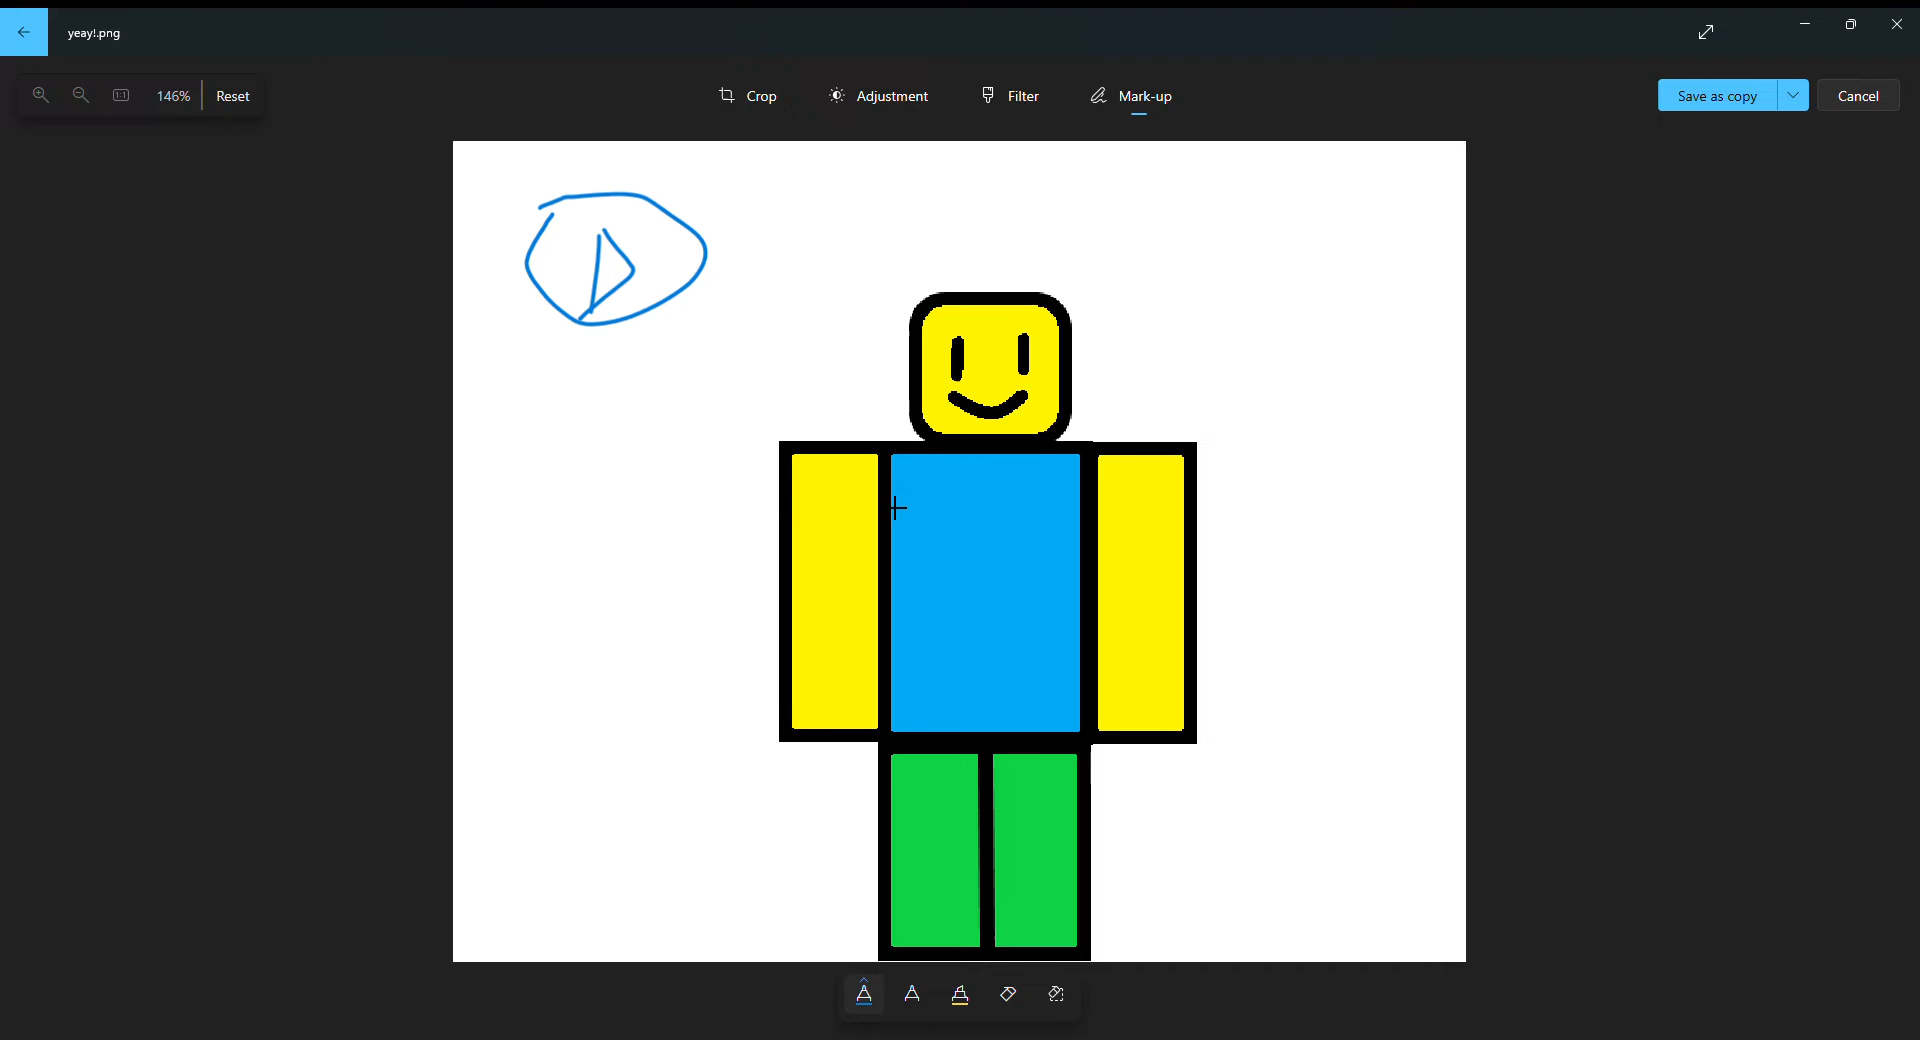 yeay!.png
146%
Reset
Crop
Adjustment
Filter
Mark-up
Save as copy
Cancel